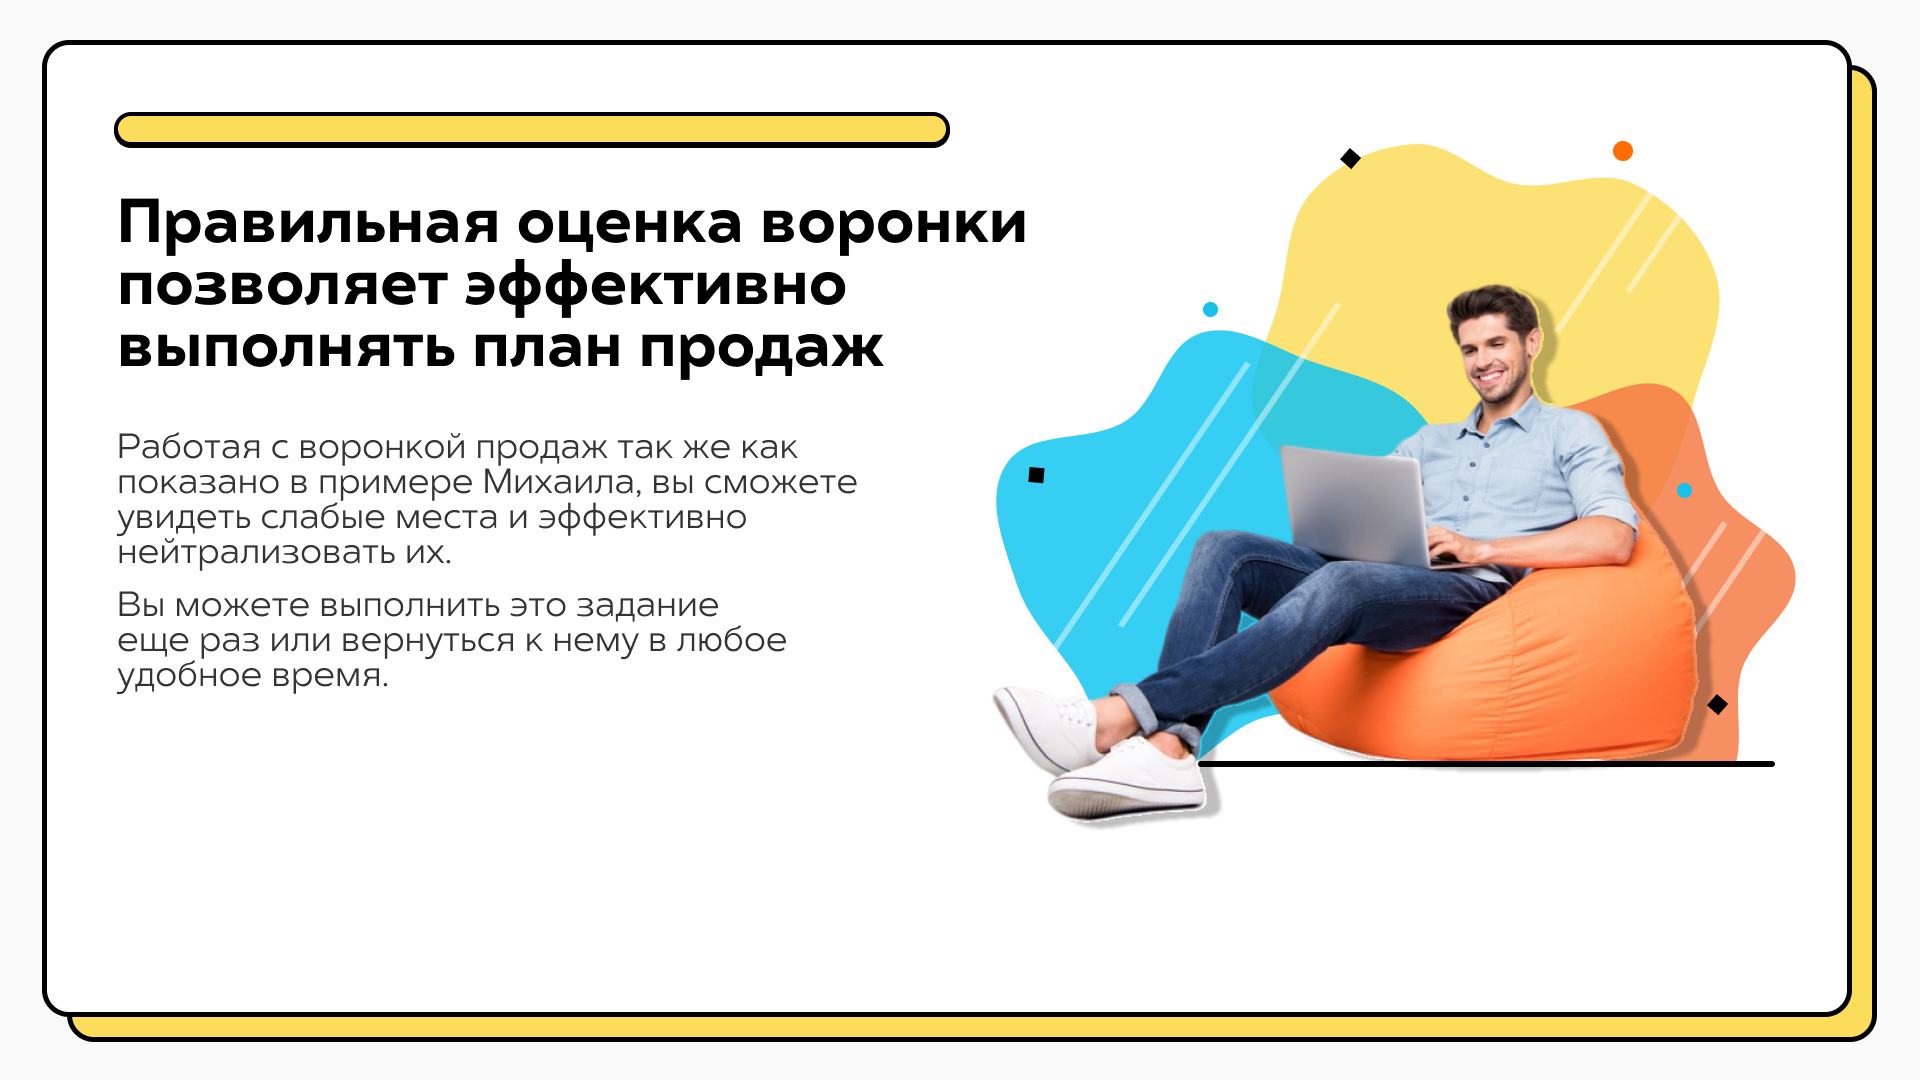 Правильная оценка воронки
позволяет эффективно
выполнять план продаж
Работая с воронкой продаж так же как
показано в примере Михаила, вы сможете
увидеть слабые места и эффективно
нейтрализовать их.
Вы можете выполнить это задание
еще раз или вернуться к нему в любое
удобное время.